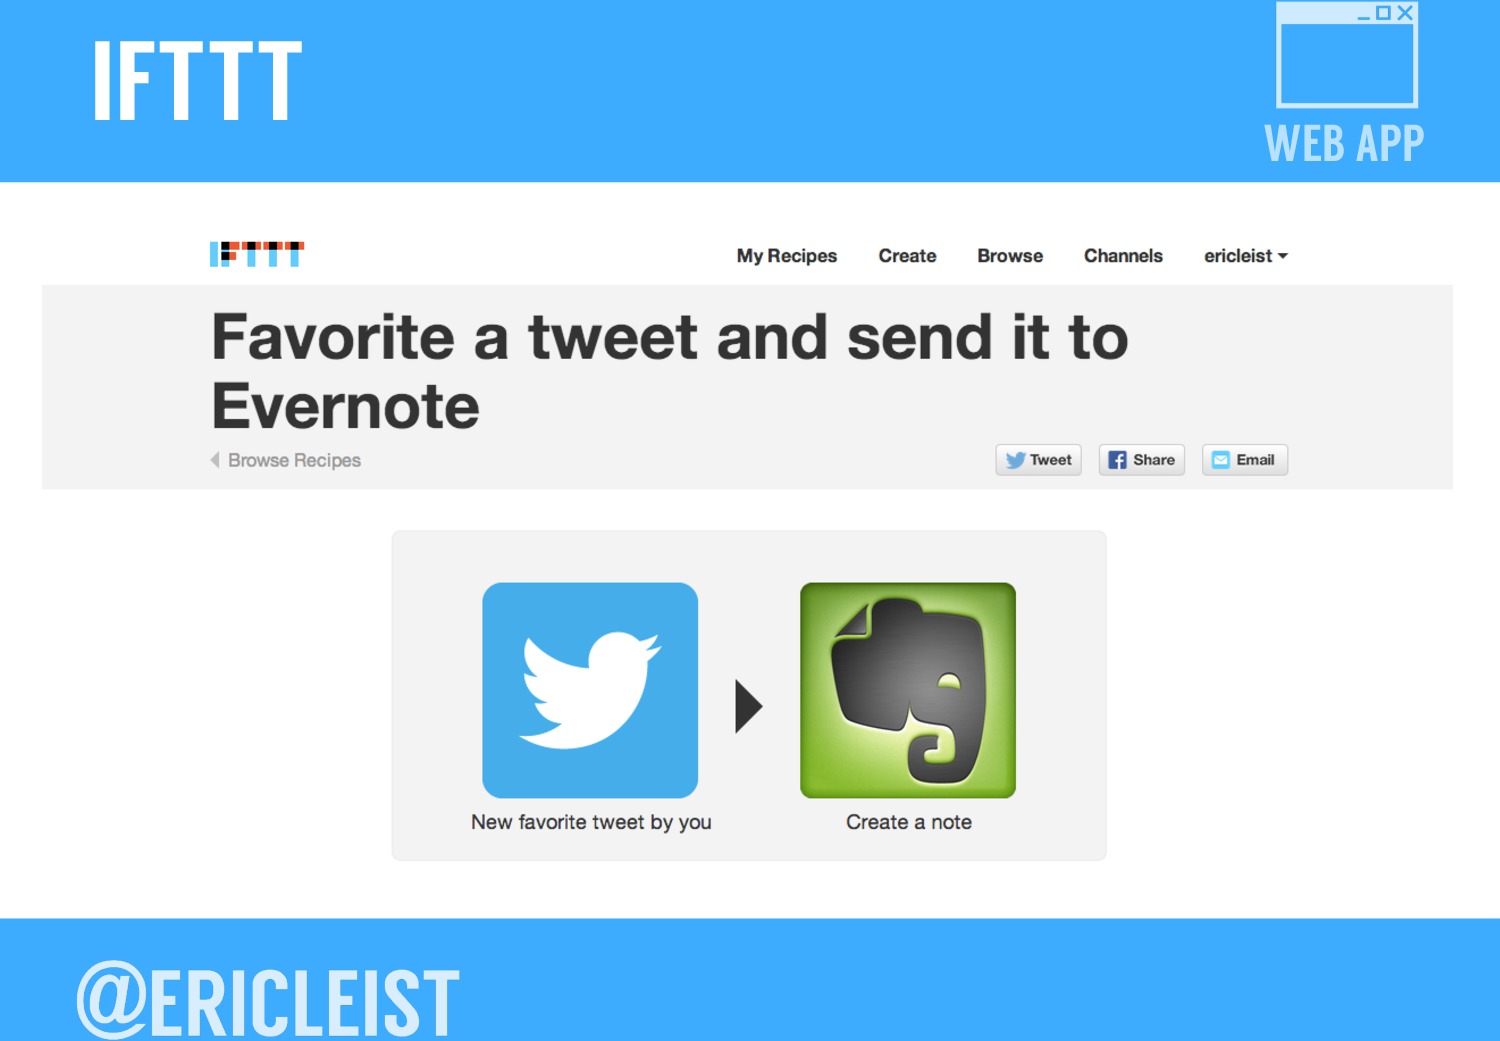 IFTTT
WEB APP
IFTTT
My Recipes Create Browse Channels ericleist
Favorite a tweet and send it to
Evernote
Browse Recipes
Tweet Share Email
New favorite tweet by you
Create a note
@ERICLEIST